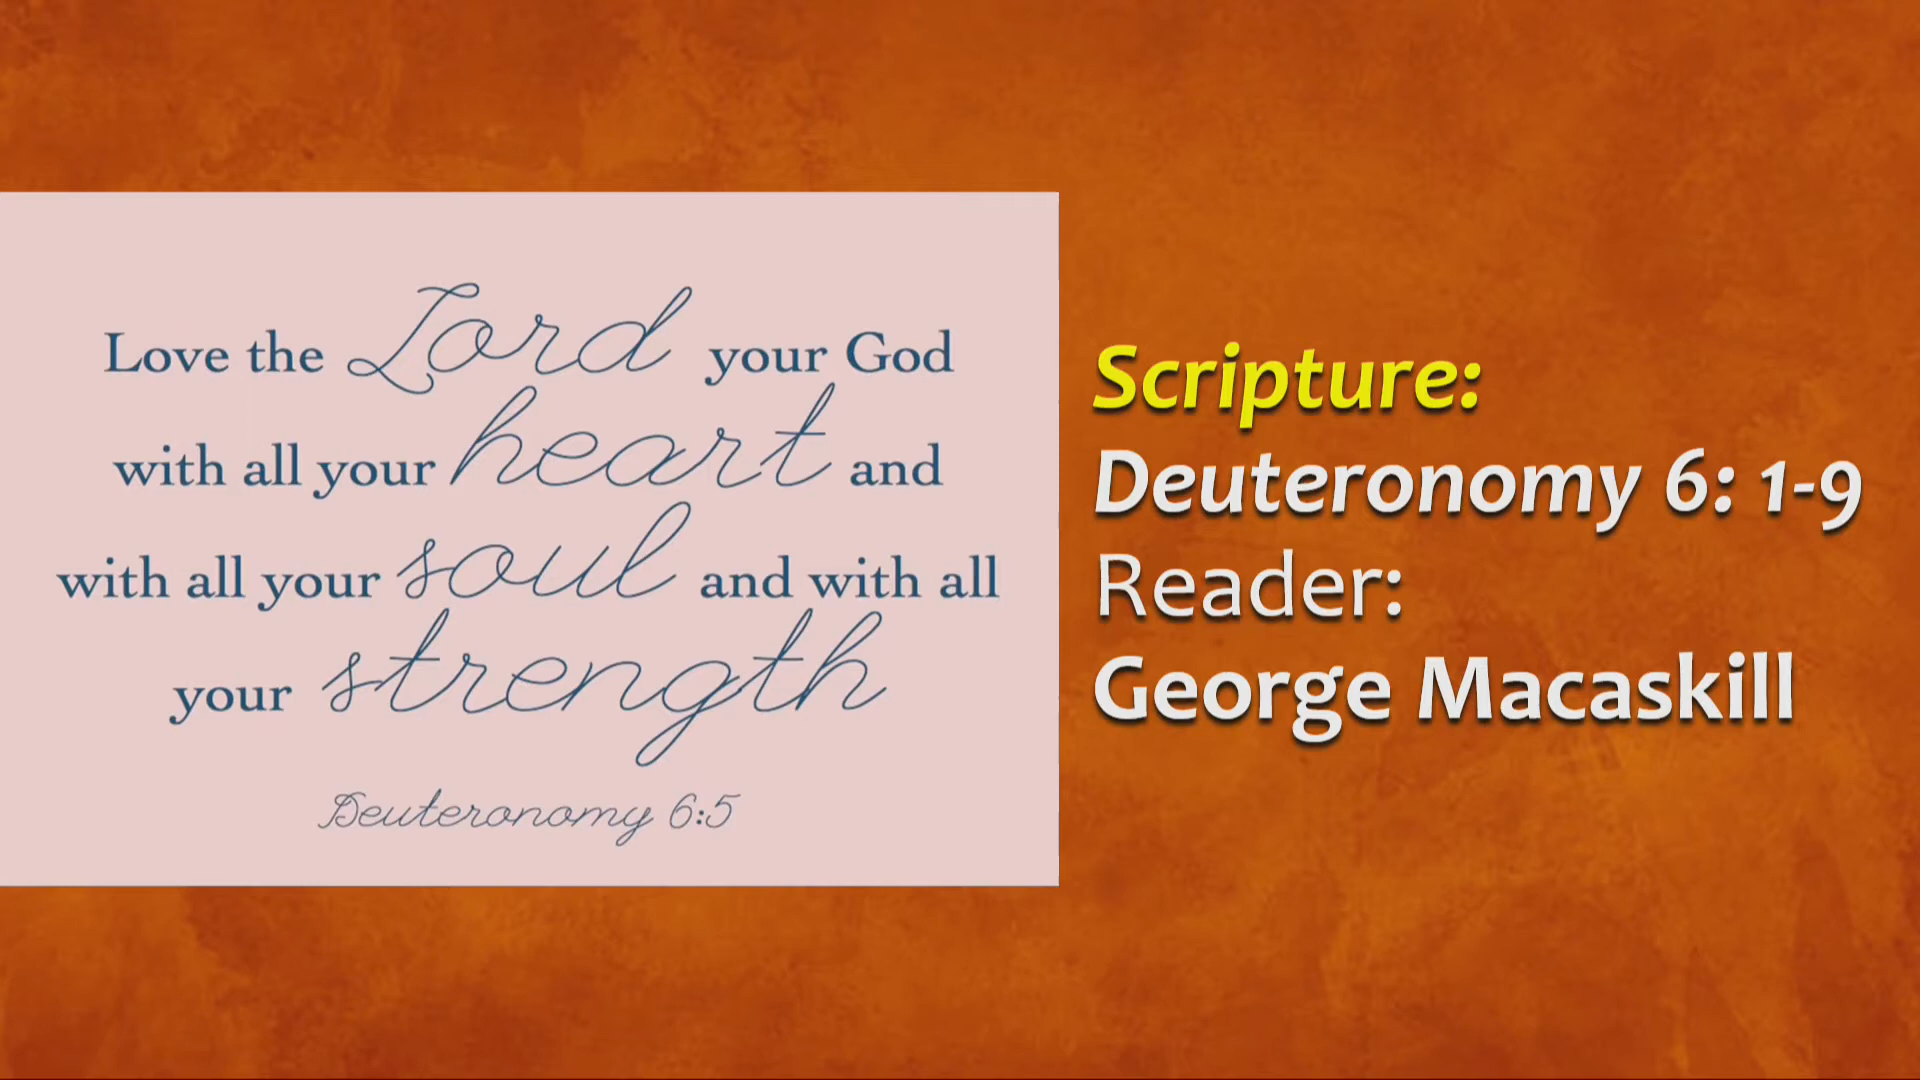 Love the Lord your God
with all your heart and
with all your soul and with all
your strength
Deuteronomy 6:5
Scripture:
Deuteronomy 6: 1-9
Reader:
George Macaskill